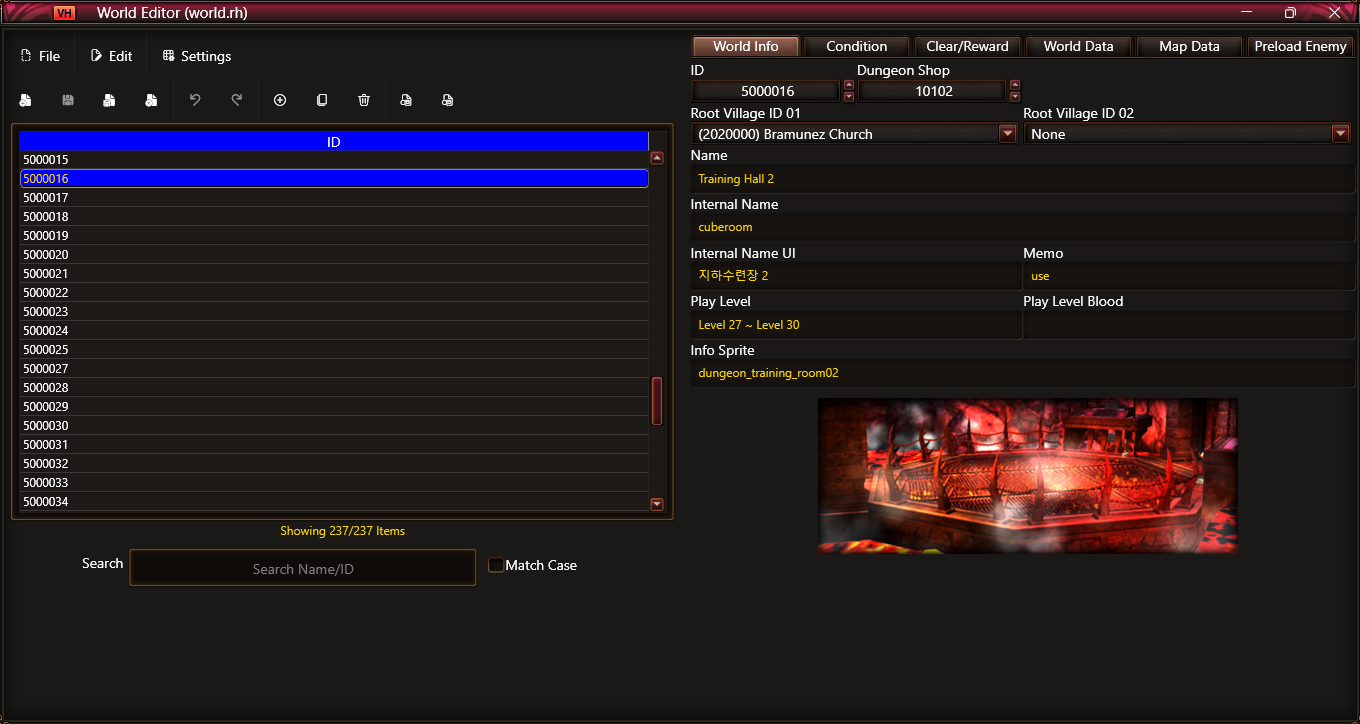 VH World Editor (world.rh)
File Edit Settings
ID
5000015
5000016
5000017
5000018
5000019
5000020
5000021
5000022
5000023
5000024
5000025
5000027
5000028
5000029
5000030
5000031
5000032
5000033
5000034
Showing 237/237 Items
Search Search Name/ID Match Case
World Info Condition Clear/Reward World Data Map Data Preload Enemy
ID Dungeon Shop
5000016 10102
Root Village ID 01 Root Village ID 02
(2020000) Bramunez Church None
Name
Training Hall 2
Internal Name
cuberoom
Internal Name UI Memo
지하수련장 2 use
Play Level Play Level Blood
Level 27 ~ Level 30
Info Sprite
dungeon_training_room02